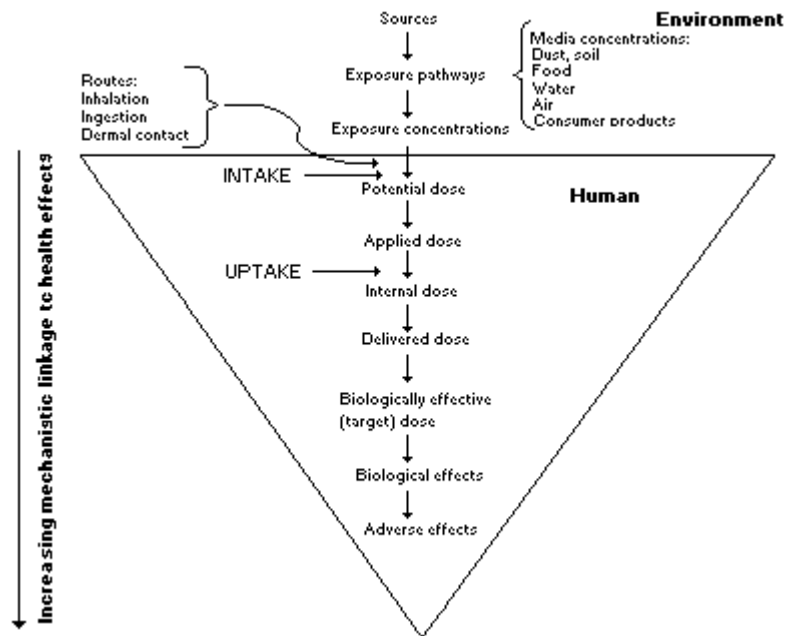 Sources
Environment
Media concentrations:
Dust, soil
Food
Water
Air
Consumer products
Exposure pathways
Routes:
Inhalation
Ingestion
Dermal contact
Exposure concentrations
INTAKE
Potential dose
Human
Applied dose
UPTAKE
Internal dose
Delivered dose
Biologically effective
(target) dose
Biological effects
Adverse effects
Increasing mechanistic linkage to health effects